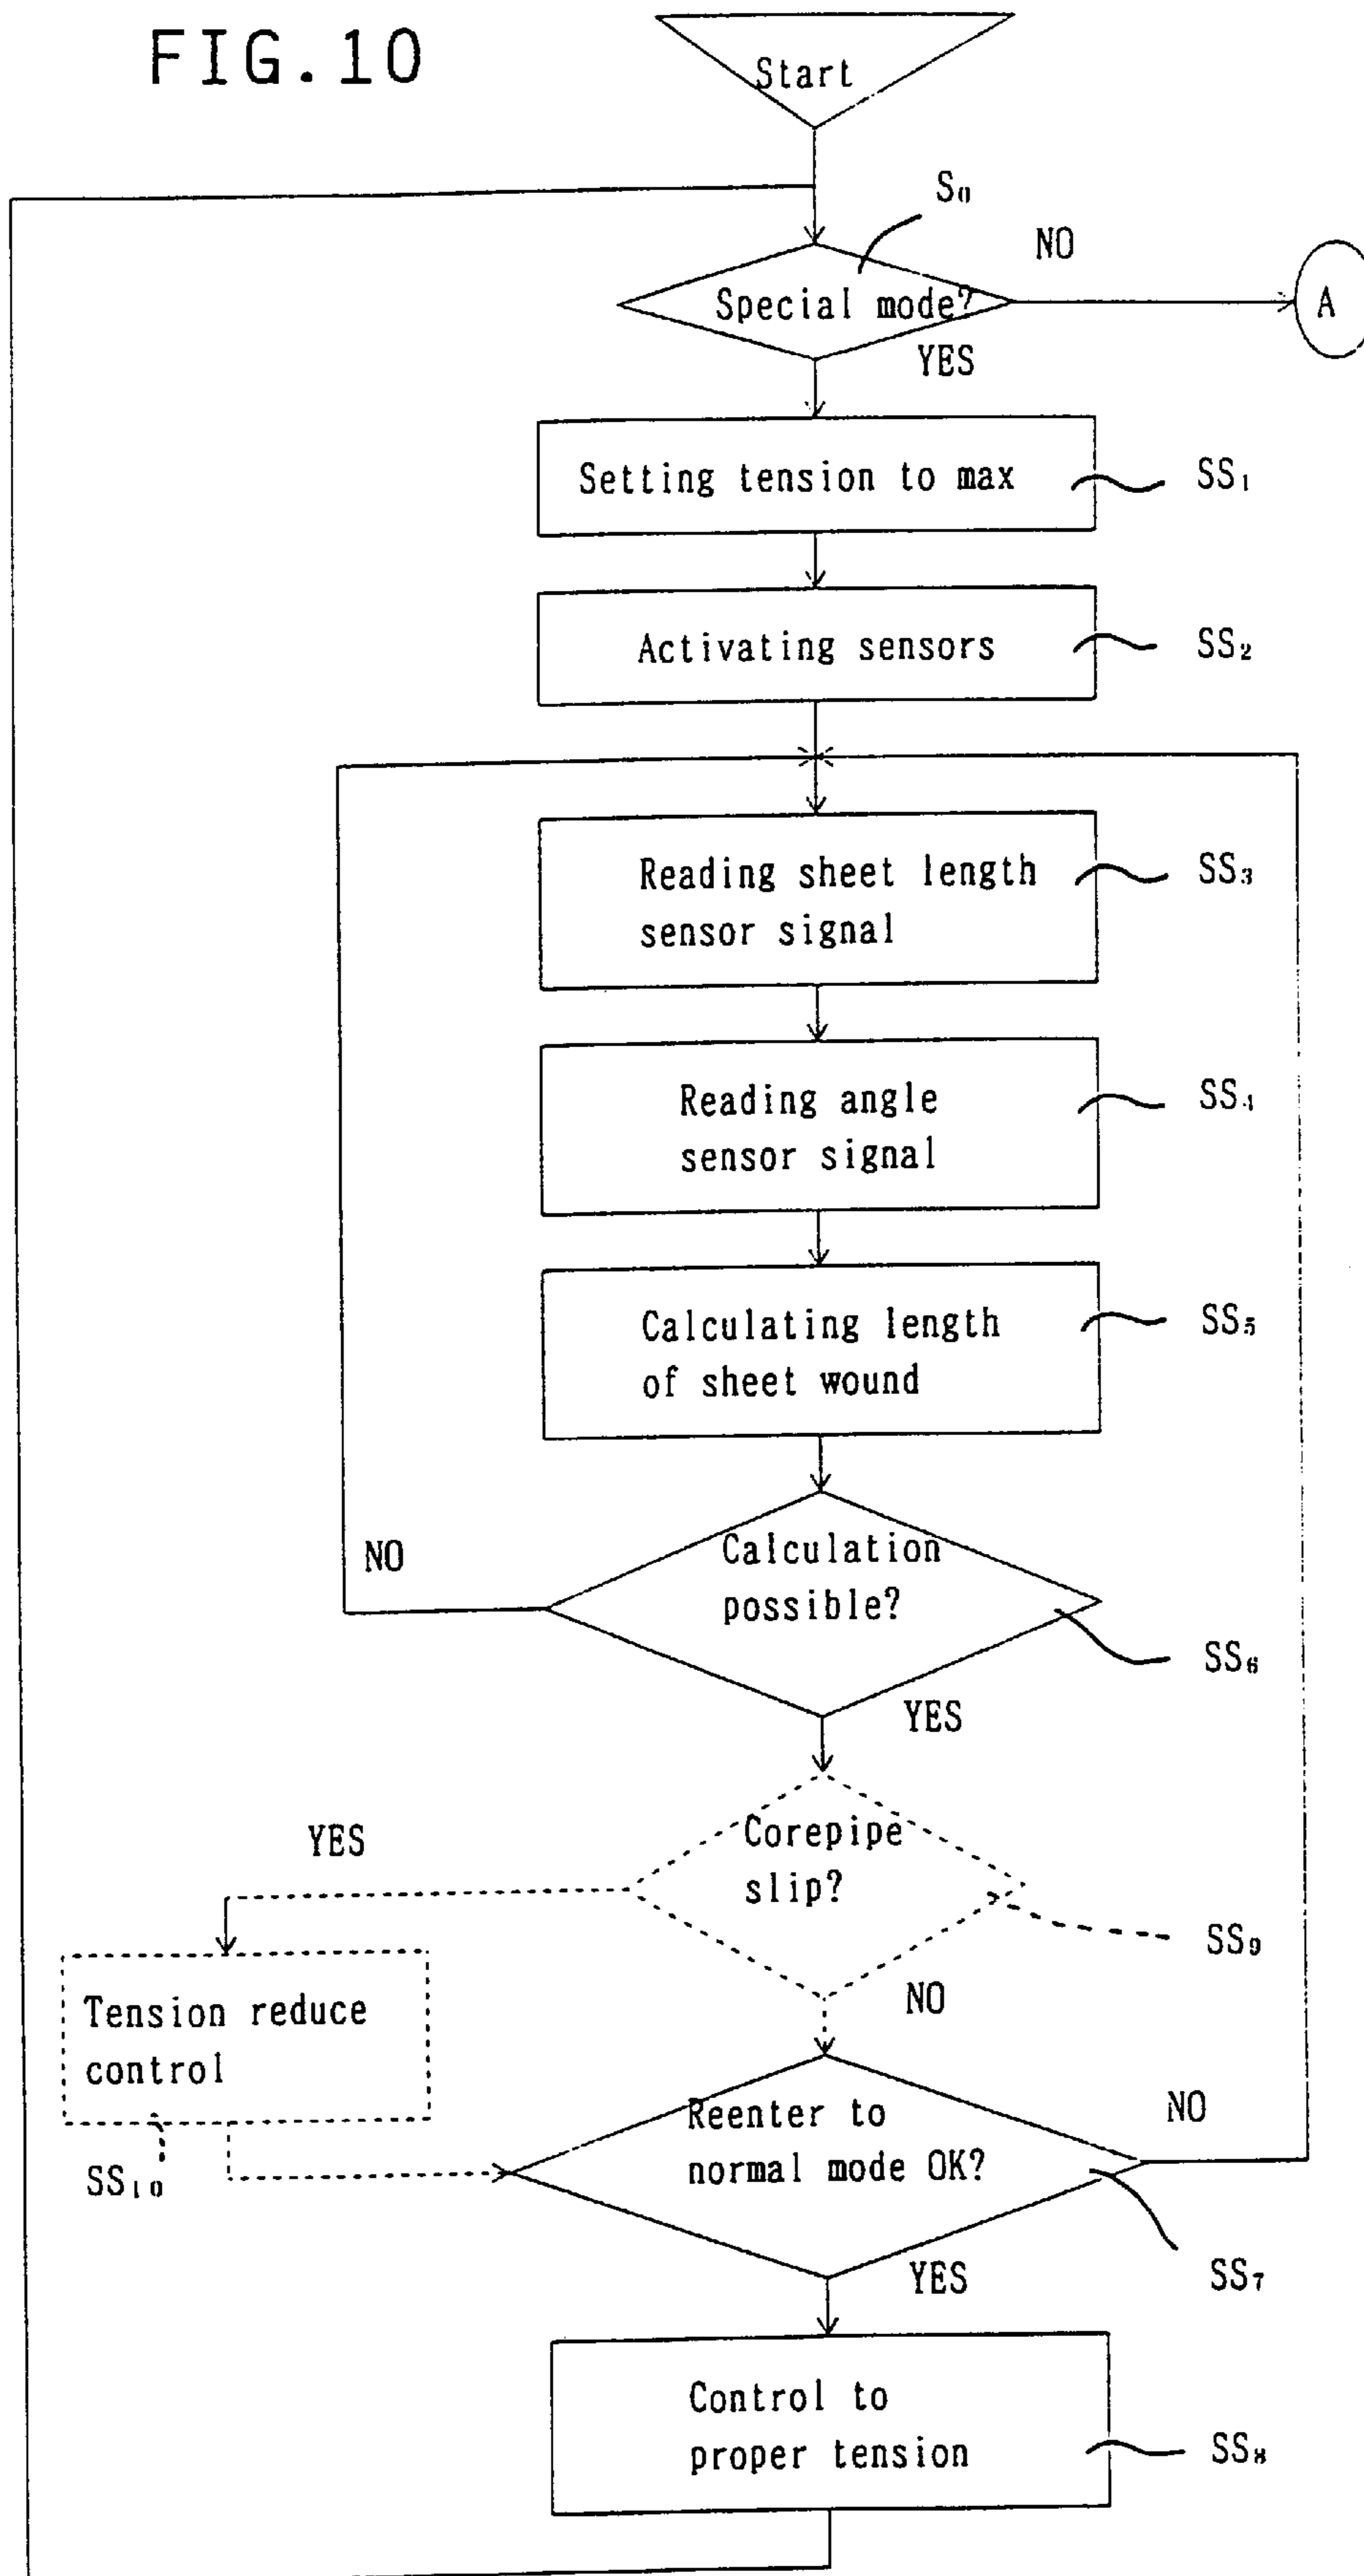 FIG.10
Start
S₀
NO
Special mode?
A
YES
Setting tension to max
SS₁
Activating sensors
SS₂
Reading sheet length
sensor signal
SS₃
Reading angle
sensor signal
SS₄
Calculating length
of sheet wound
SS₅
Calculation
possible?
NO
SS₆
YES
Corepipe
slip?
YES
SS₉
NO
Tension reduce
control
SS₁₀
Reenter to
normal mode OK?
NO
SS₇
YES
Control to
proper tension
SS₈